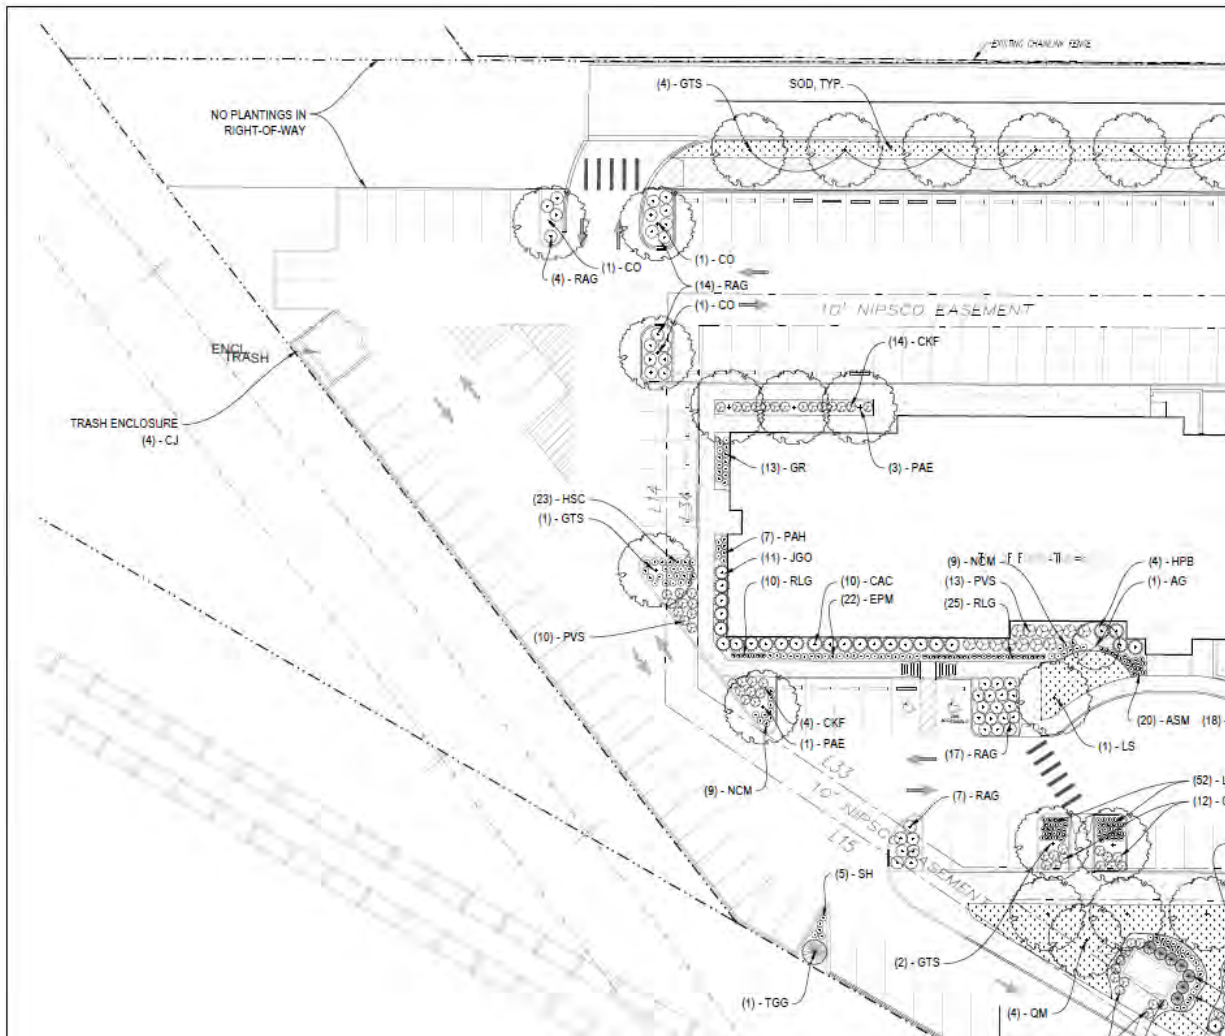 EXISTING CHAINLINK FENCE
(4) - GTS
SOD, TYP.
NO PLANTINGS IN
RIGHT-OF-WAY
(1) - CO
(4) - RAG
(1) - CO
(14) - RAG
(1) - CO
10' NIPSCO EASEMENT
(14) - CKF
ENCL.
TRASH
TRASH ENCLOSURE
(4) - CJ
(13) - GR
(3) - PAE
(23) - HSC
(1) - GTS
L14
L34
(7) - PAH
(11) - JGO
(10) - RLG
(10) - CAC
(22) - EPM
(9) - NCM
(4) - HPB
(13) - PVS
(1) - AG
(25) - RLG
(10) - PVS
(4) - CKF
(1) - PAE
(9) - NCM
(20) - ASM
(18) -
(1) - LS
(17) - RAG
L33
10' NIPSCO EASEMENT
L15
(7) - RAG
(52) - L
(12) -
(5) - SH
(2) - GTS
(1) - TGG
(4) - QM